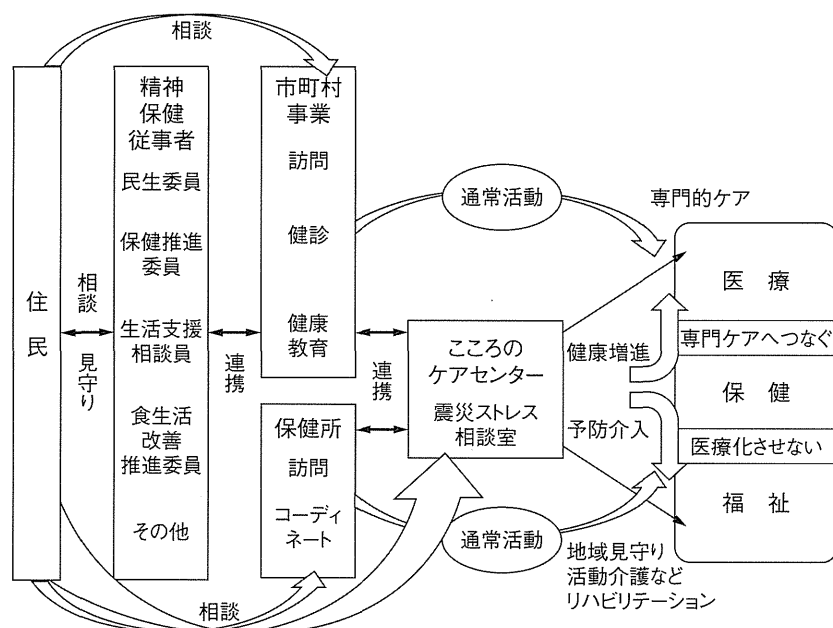 相談
住民
相談
見守り
精神
保健
従事者
民生委員
保健推進
委員
生活支援
相談員
食生活
改善
推進委員
その他
連携
市町村
事業
訪問
健診
健康
教育
保健所
訪問
コーディ
ネート
相談
連携
こころの
ケアセンター
震災ストレス
相談室
通常活動
通常活動
健康増進
予防介入
専門的ケア
医療
専門ケアへつなぐ
保健
医療化させない
福祉
地域見守り
活動介護など
リハビリテーション